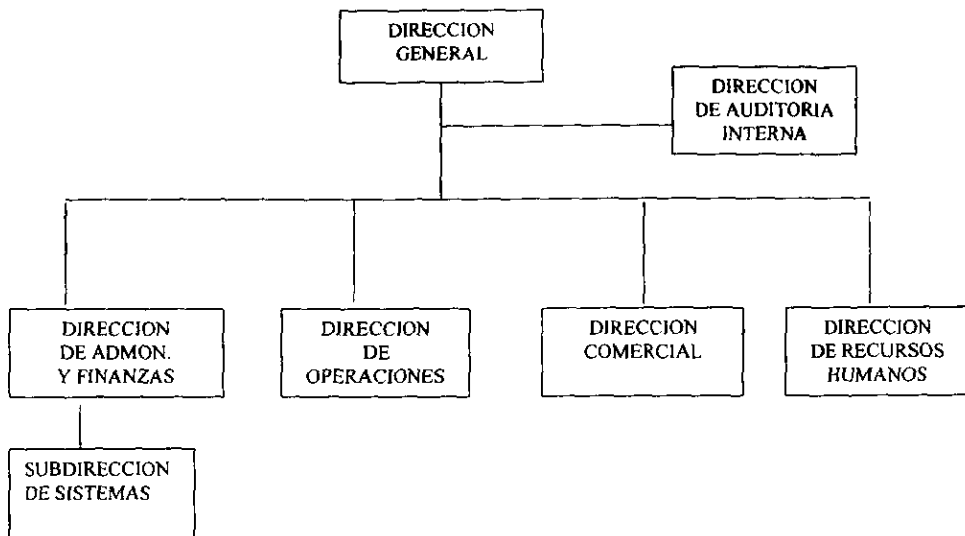 DIRECCION
GENERAL
DIRECCION
DE AUDITORIA
INTERNA
DIRECCION
DE ADMON.
Y FINANZAS
DIRECCION
DE
OPERACIONES
DIRECCION
COMERCIAL
DIRECCION
DE RECURSOS
HUMANOS
SUBDIRECCION
DE SISTEMAS